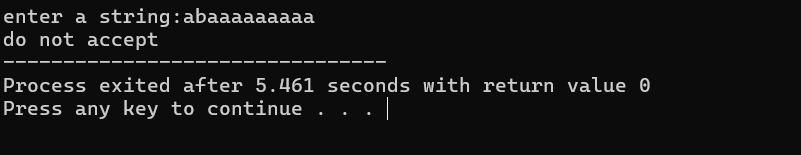 enter a string:abaaaaaaaaa
do not accept
--------------------------------
Process exited after 5.461 seconds with return value 0
Press any key to continue . . .